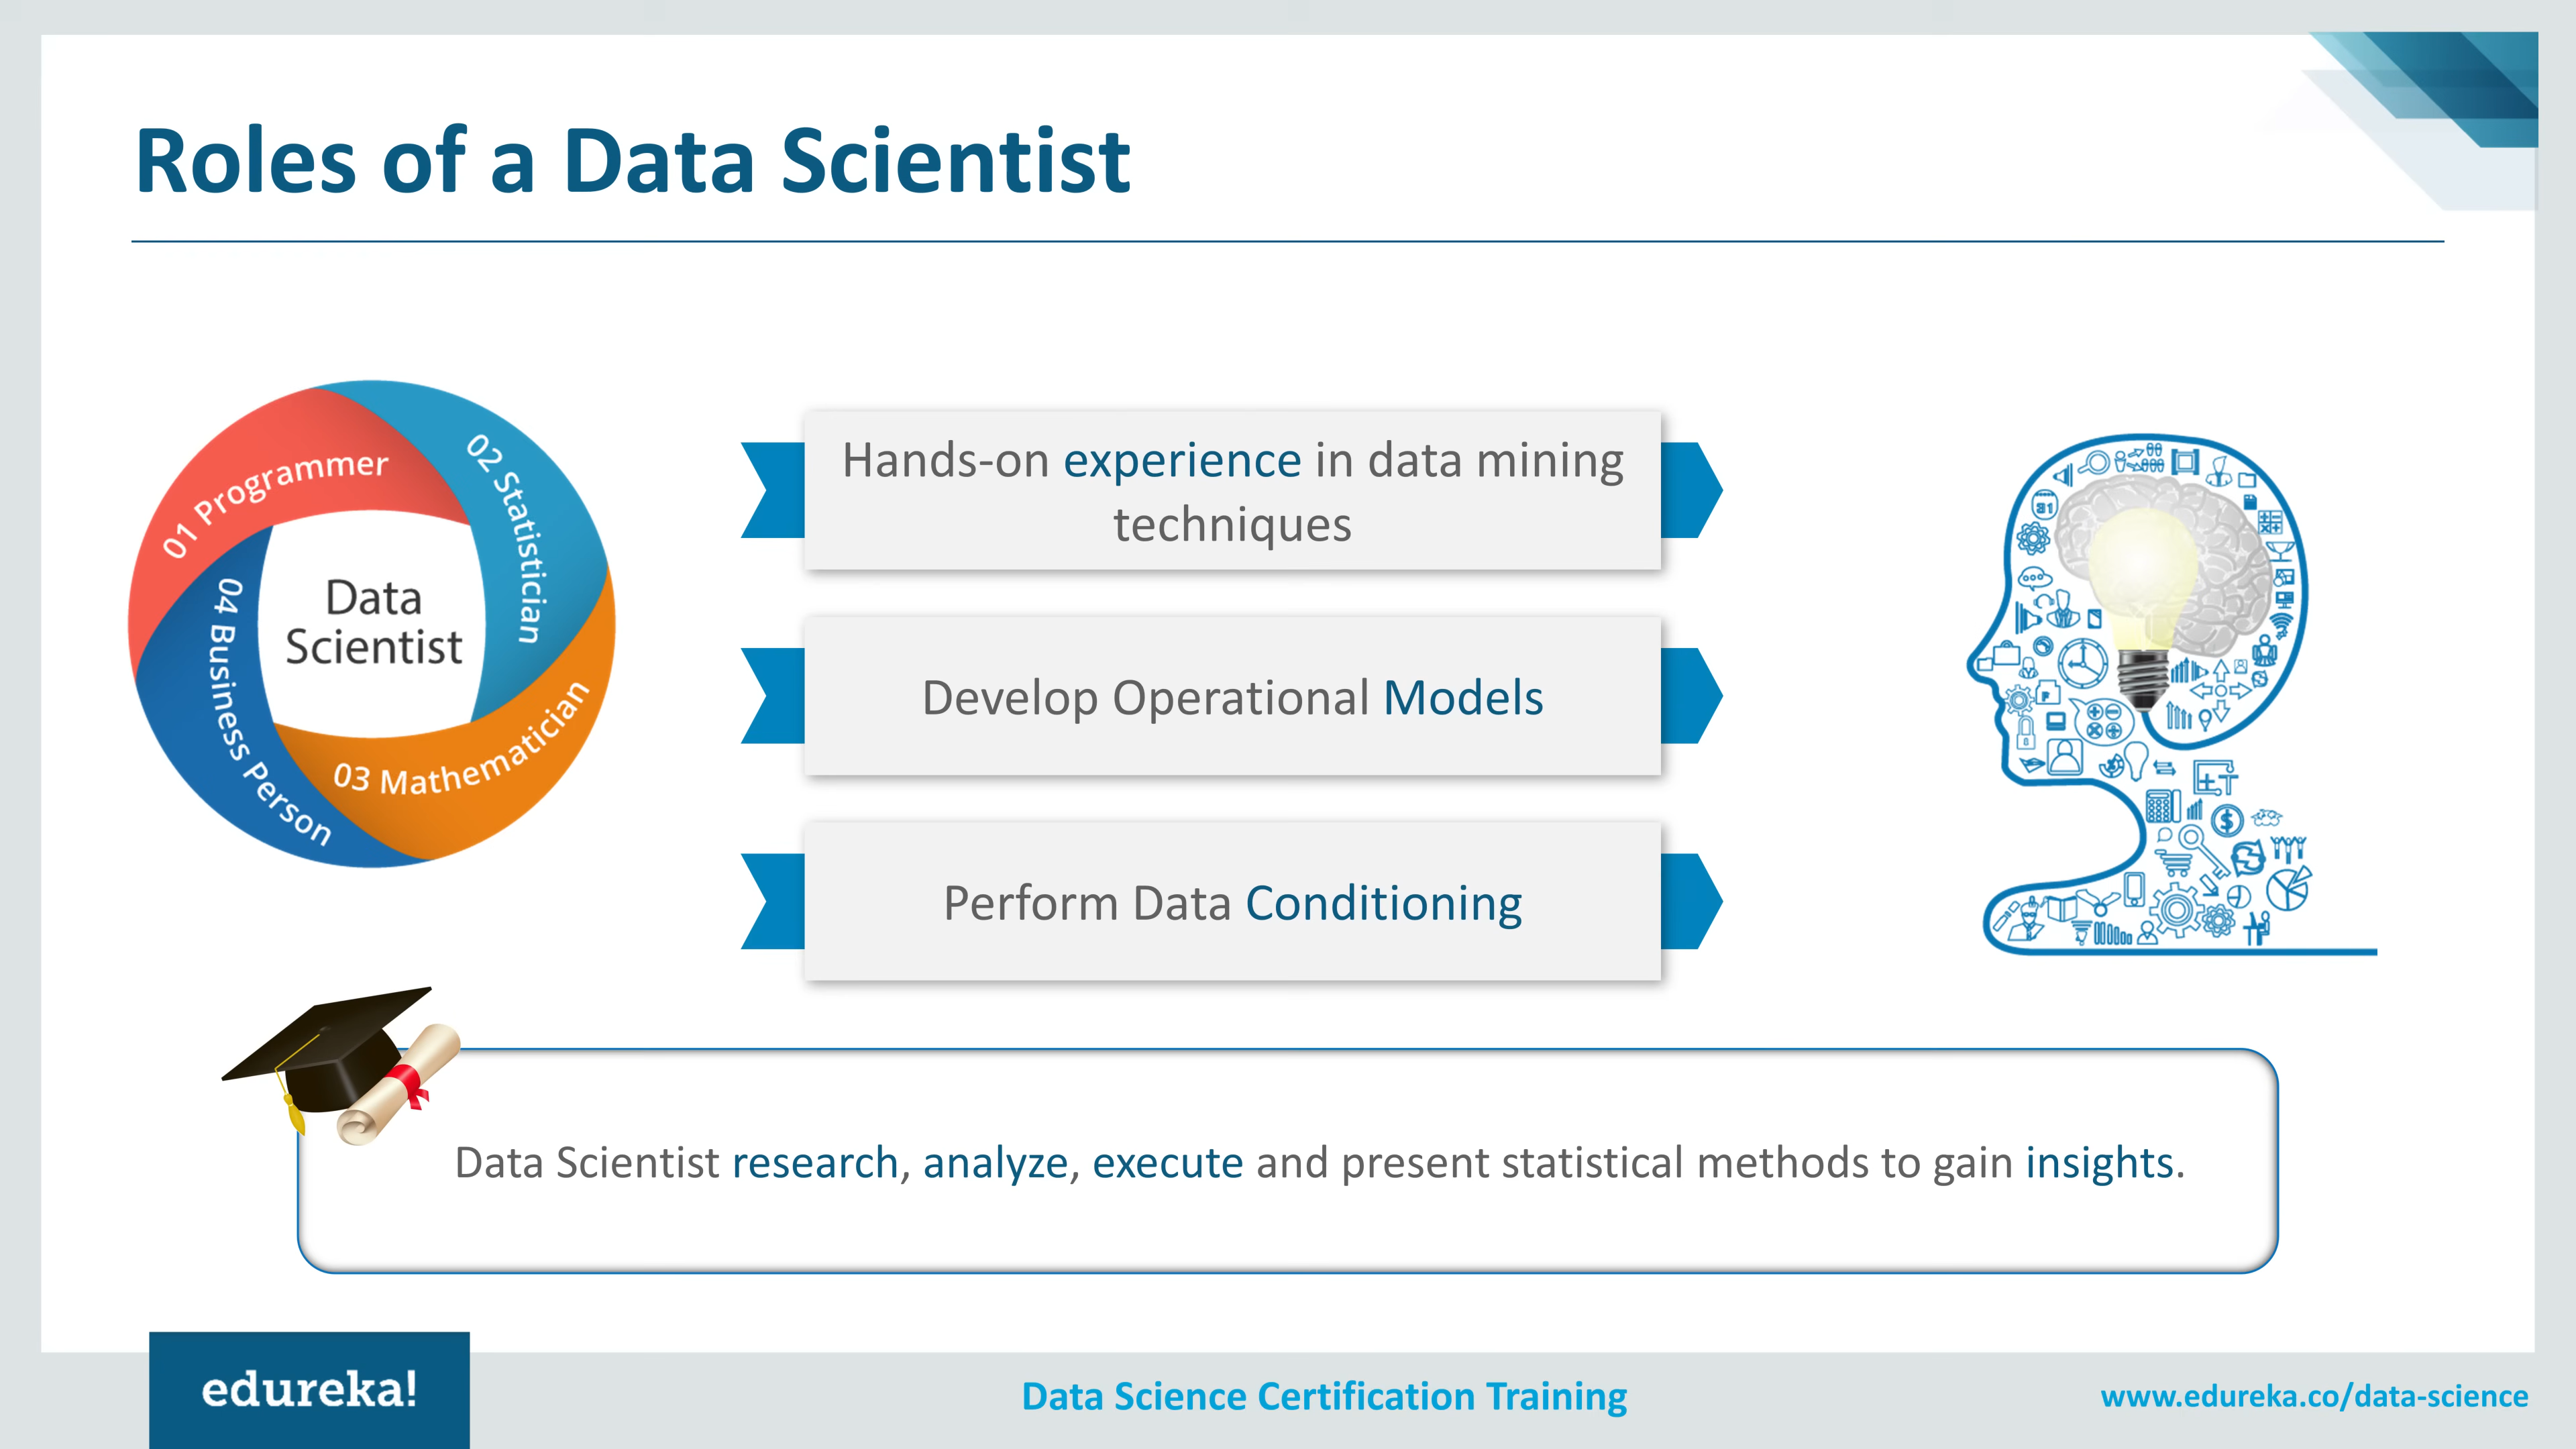 Roles of a Data Scientist
01 Programmer
02 Statistician
03 Mathematician
04 Business Person
Data
Scientist
Hands-on experience in data mining
techniques
Develop Operational Models
Perform Data Conditioning
31
Data Scientist research, analyze, execute and present statistical methods to gain insights.
edureka!
Data Science Certification Training
www.edureka.co/data-science